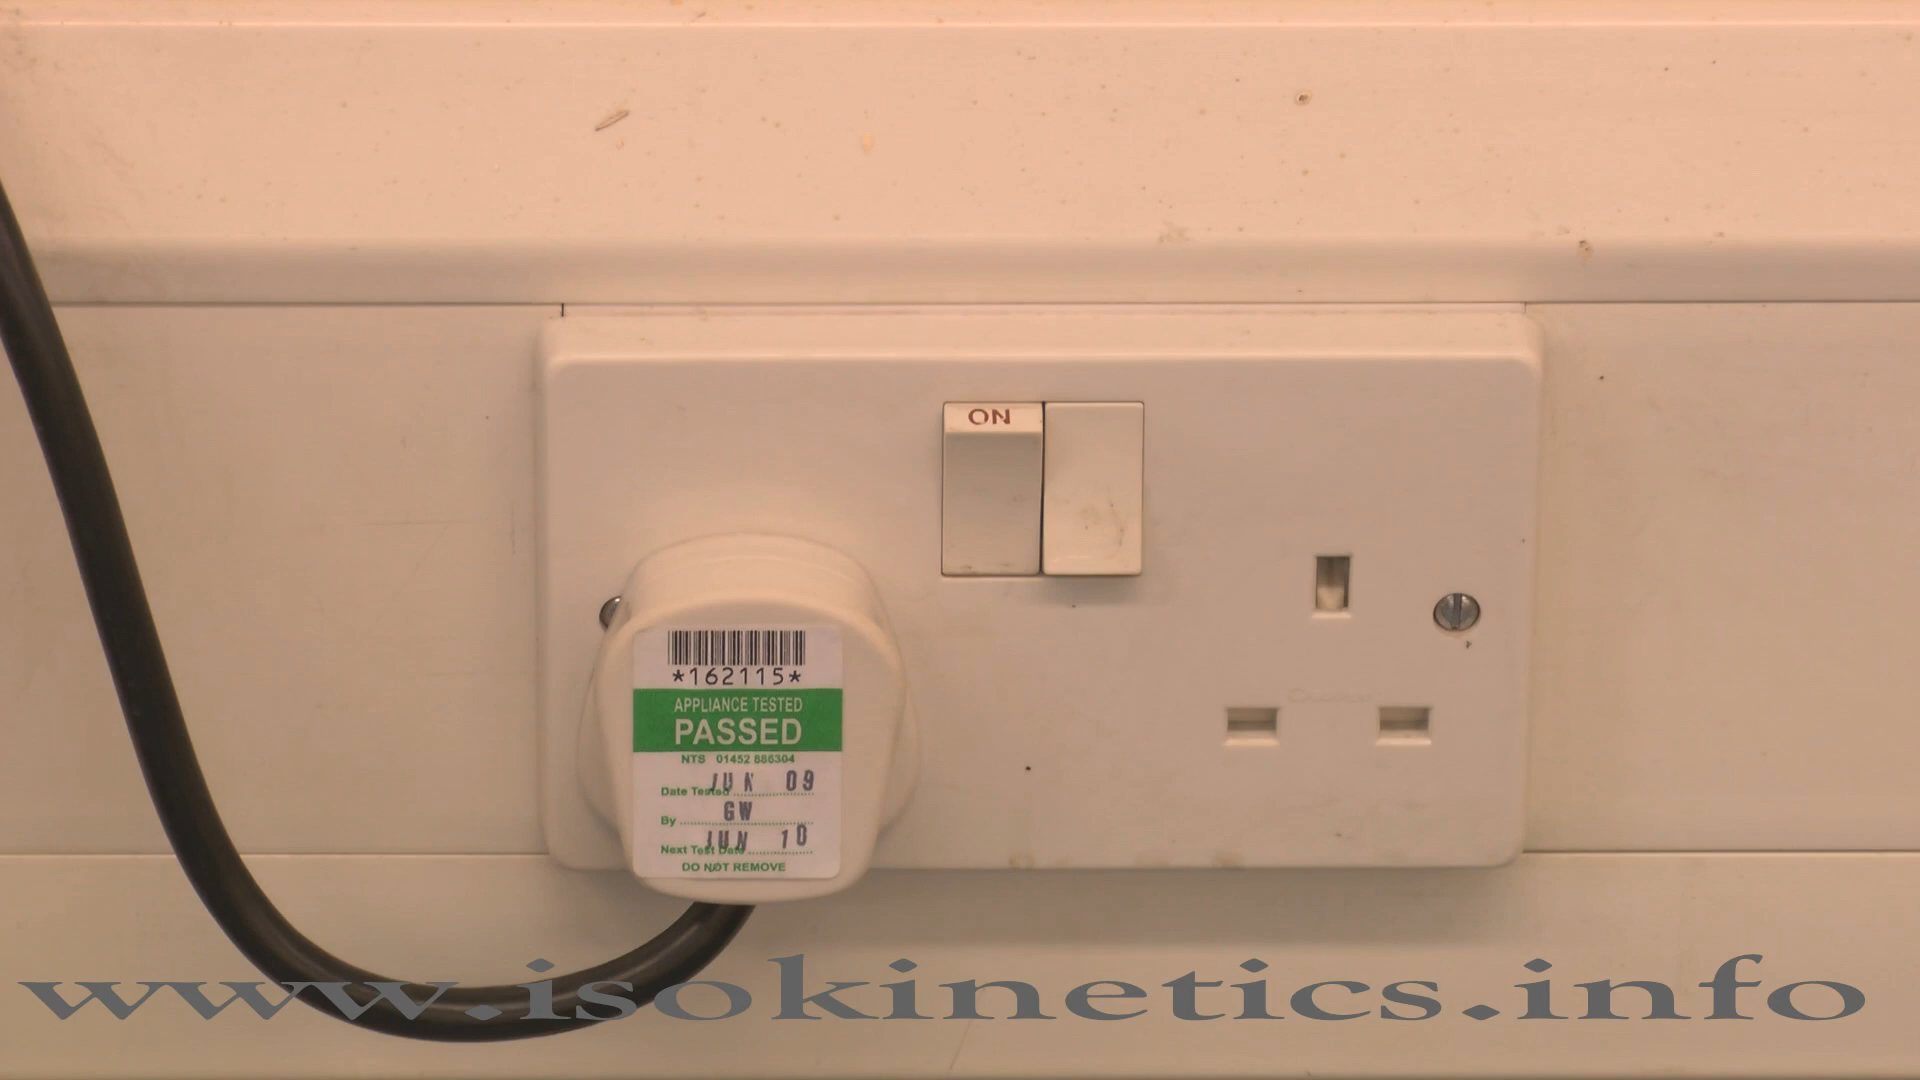 ON
*162115*
APPLIANCE TESTED
PASSED
NTS 01452 886304
Date Tested JUN 09
By GW
Next Test Date JUN 10
DO NOT REMOVE
www.isokinetics.info